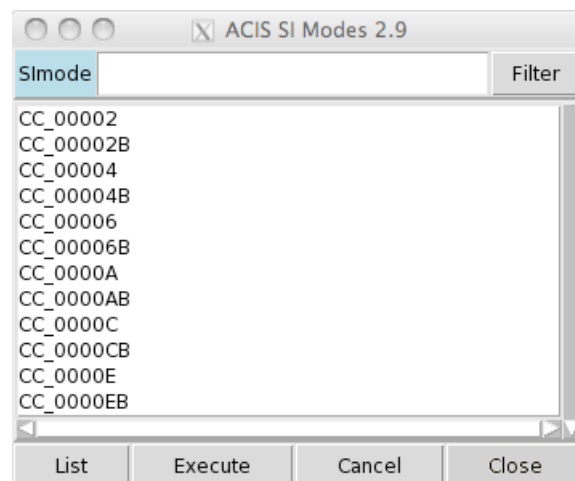 ACIS SI Modes 2.9
SImode Filter
CC_00002
CC_00002B
CC_00004
CC_00004B
CC_00006
CC_00006B
CC_0000A
CC_0000AB
CC_0000C
CC_0000CB
CC_0000E
CC_0000EB
List Execute Cancel Close